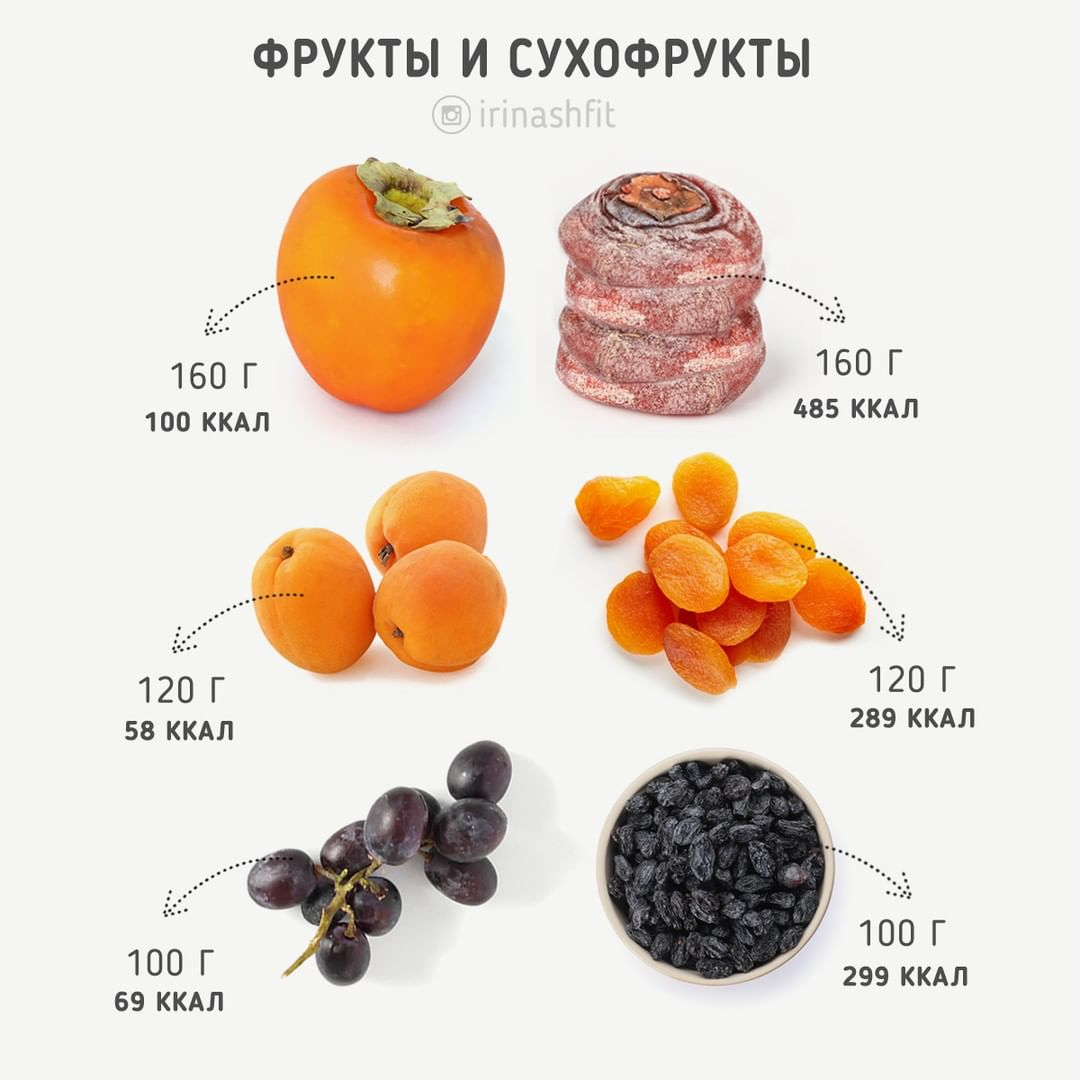 ФРУКТЫ И СУХОФРУКТЫ
irinashfit
160 Г
100 ККАЛ
160 Г
485 ККАЛ
120 Г
58 ККАЛ
120 Г
289 ККАЛ
100 Г
69 ККАЛ
100 Г
299 ККАЛ